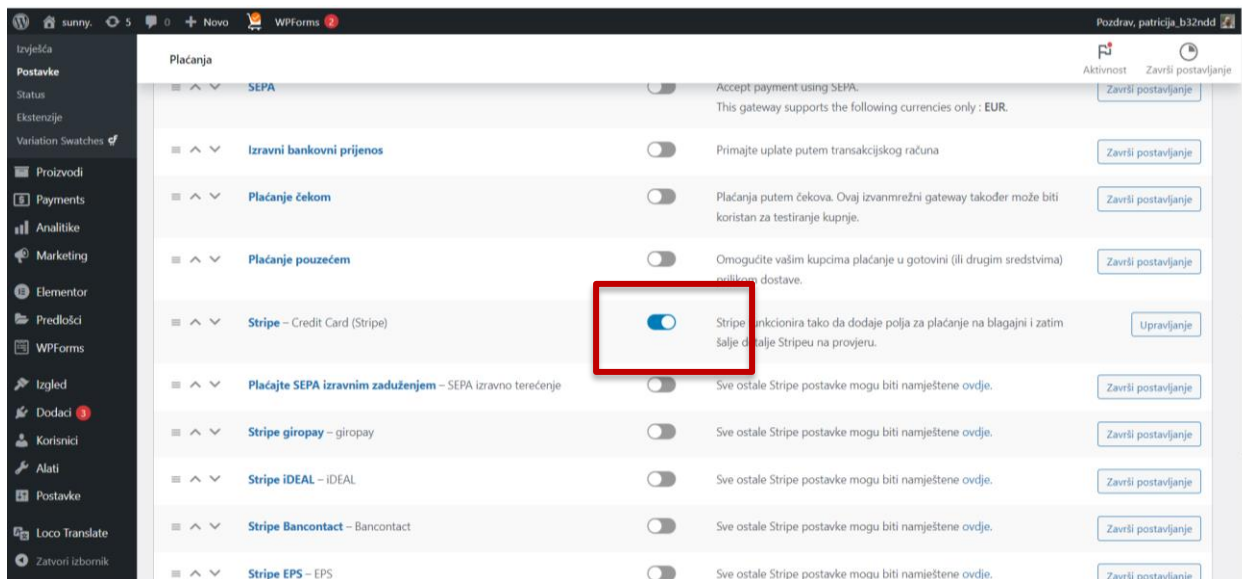 sunny. 5 0 + Novo WPForms 2 Pozdrav, patricija_b32ndd
Izvješća
Postavke
Status
Ekstenzije
Variation Swatches
Proizvodi
Payments
Analitike
Marketing
Elementor
Predlošci
WPForms
Izgled
Dodaci 3
Korisnici
Alati
Postavke
Loco Translate
Zatvori izbornik
Plaćanja
Aktivnost Završi postavljanje
SEPA Accept payment using SEPA. Završi postavljanje
This gateway supports the following currencies only : EUR.
Izravni bankovni prijenos Primajte uplate putem transakcijskog računa Završi postavljanje
Plaćanje čekom Plaćanja putem čekova. Ovaj izvanmrežni gateway također može biti Završi postavljanje
koristan za testiranje kupnje.
Plaćanje pouzećem Omogućite vašim kupcima plaćanje u gotovini (ili drugim sredstvima) Završi postavljanje
prilikom dostave.
Stripe – Credit Card (Stripe) Stripe funkcionira tako da dodaje polja za plaćanje na blagajni i zatim Upravljanje
šalje detalje Stripeu na provjeru.
Plaćajte SEPA izravnim zaduženjem – SEPA izravno terećenje Sve ostale Stripe postavke mogu biti namještene ovdje. Završi postavljanje
Stripe giropay – giropay Sve ostale Stripe postavke mogu biti namještene ovdje. Završi postavljanje
Stripe iDEAL – iDEAL Sve ostale Stripe postavke mogu biti namještene ovdje. Završi postavljanje
Stripe Bancontact – Bancontact Sve ostale Stripe postavke mogu biti namještene ovdje. Završi postavljanje
Stripe EPS – EPS Sve ostale Stripe postavke mogu biti namještene ovdje. Završi postavljanje